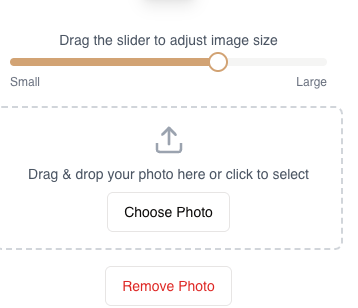 Drag the slider to adjust image size
Small Large
Drag & drop your photo here or click to select
Choose Photo
Remove Photo